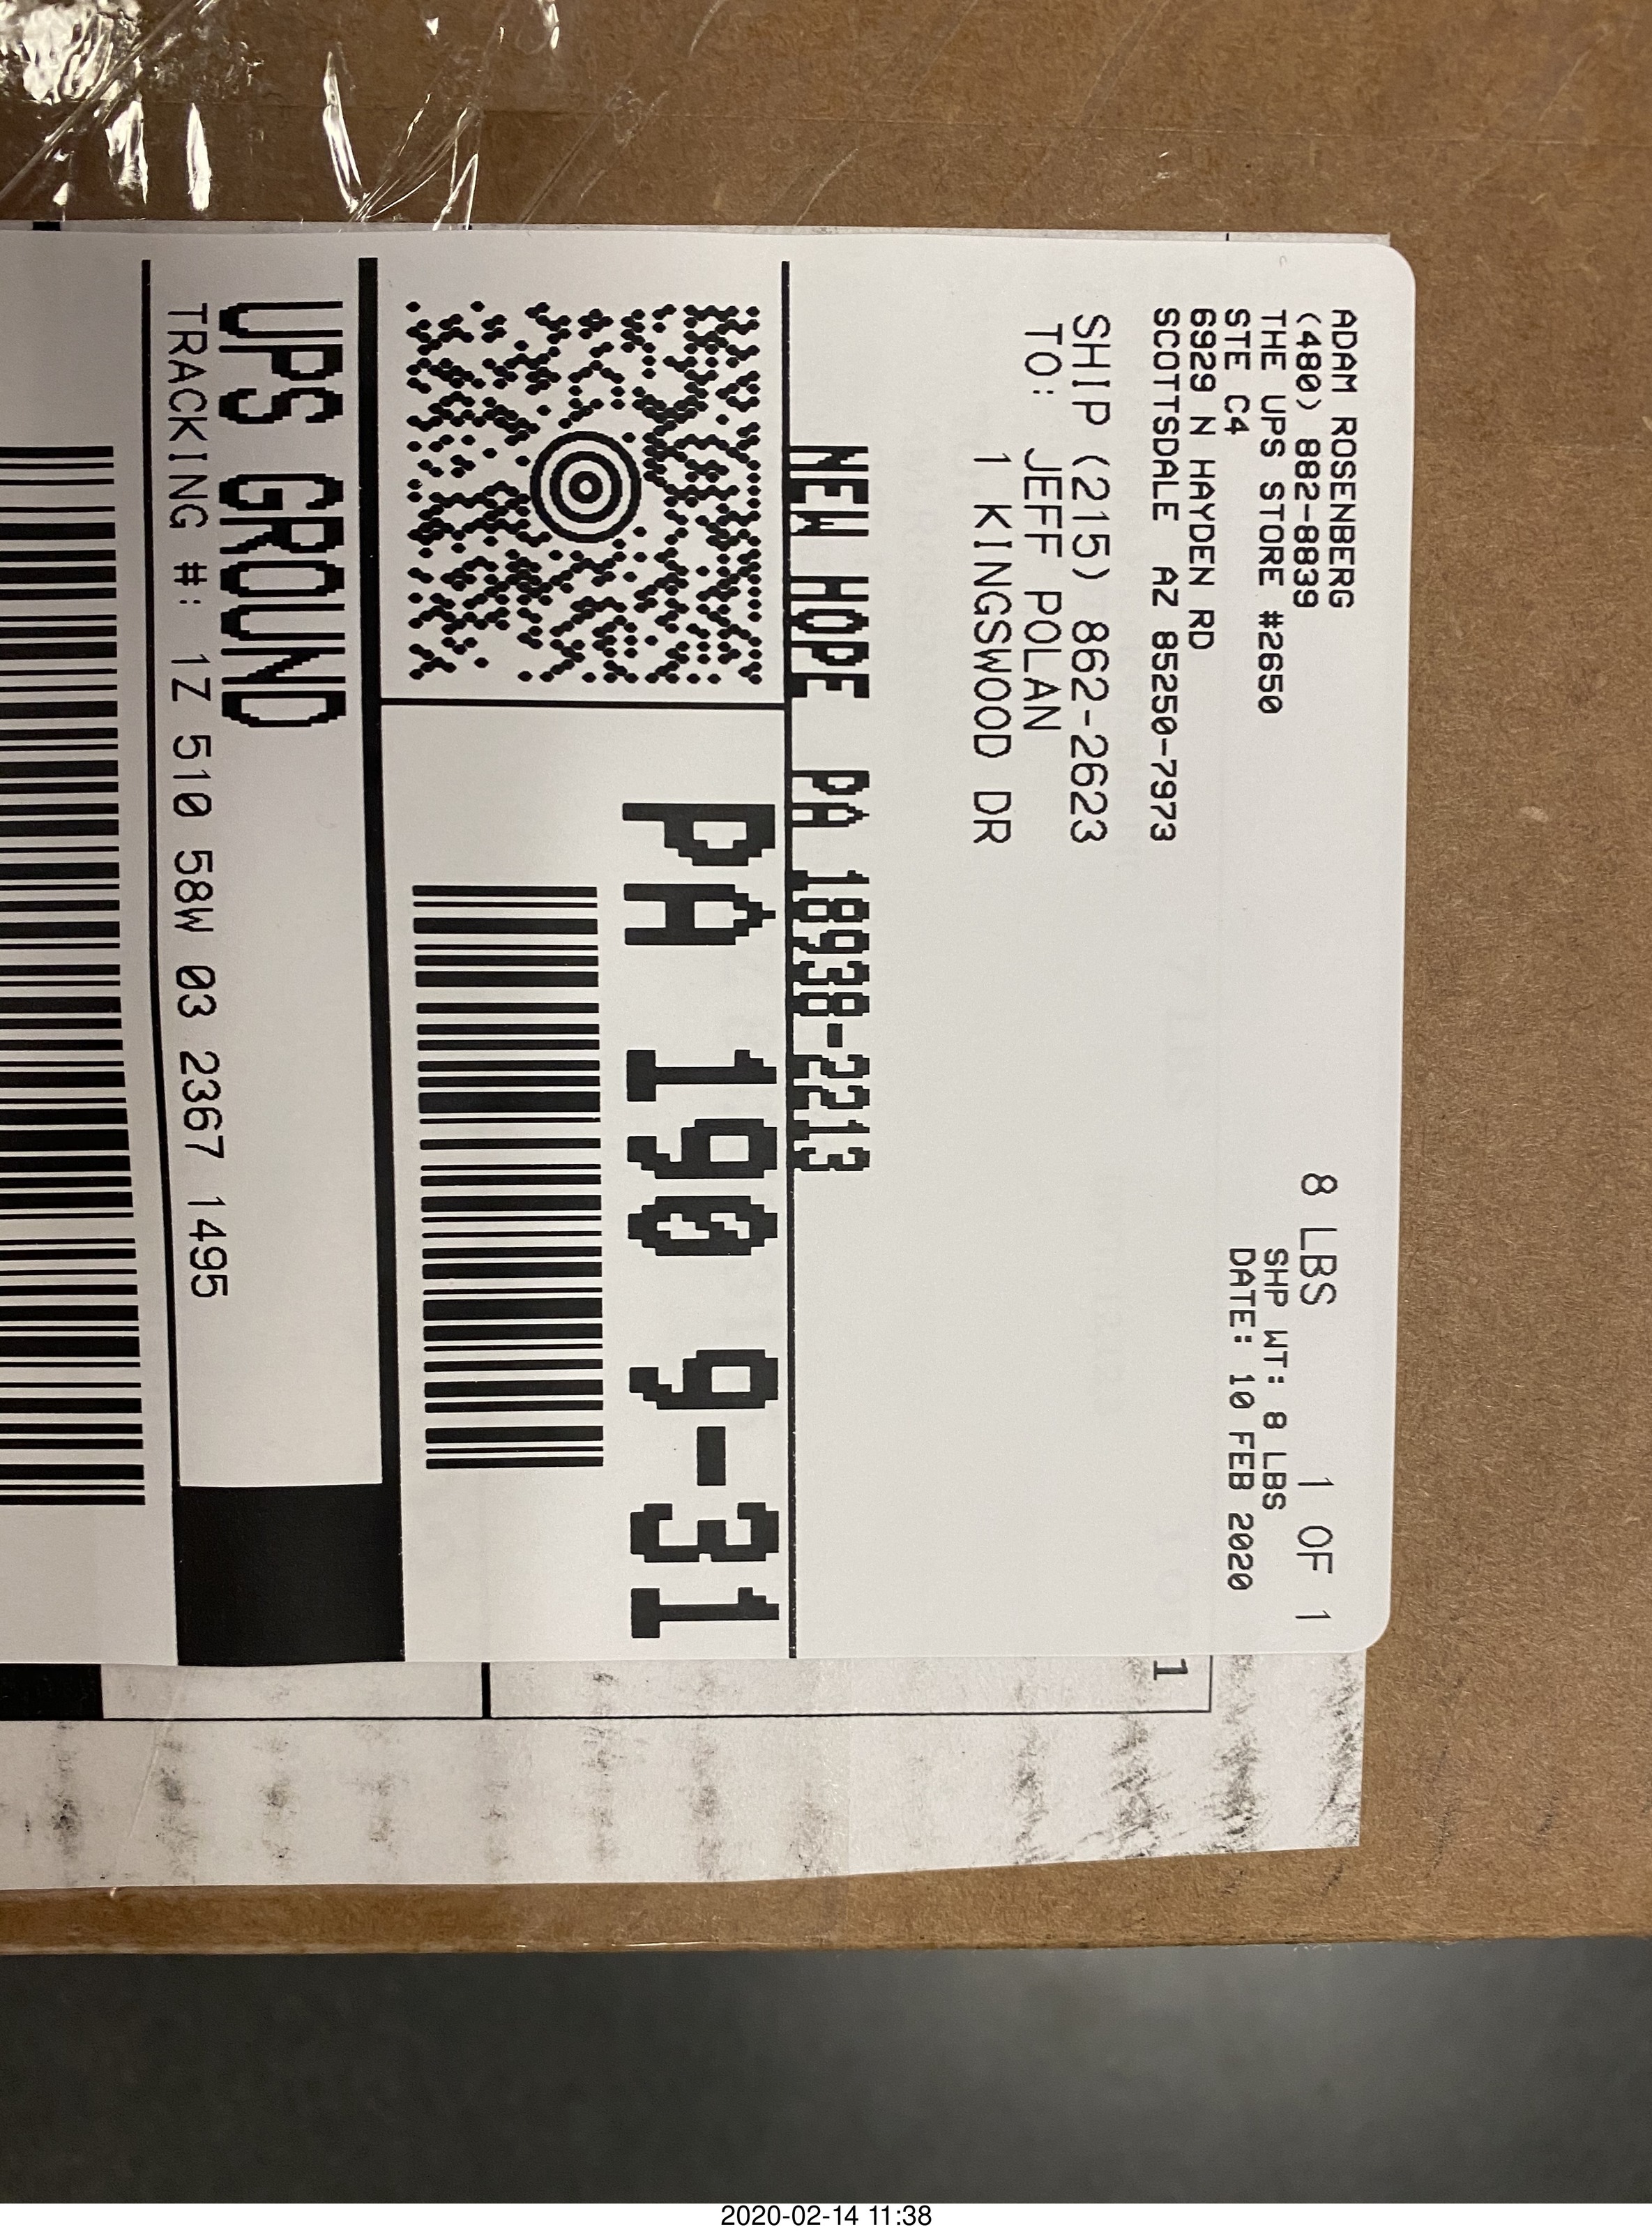 ADAM ROSENBERG
(480) 882-8839
THE UPS STORE #2650
STE C4
6929 N HAYDEN RD
SCOTTSDALE AZ 85250-7973
8 LBS 1 OF 1
SHP WT: 8 LBS
DATE: 10 FEB 2020
SHIP (215) 862-2623
TO: JEFF POLAN
1 KINGSWOOD DR
NEW HOPE PA 18938-2213
PA 190 9-31
UPS GROUND
TRACKING #: 1Z 510 58W 03 2367 1495
1
2020-02-14 11:38